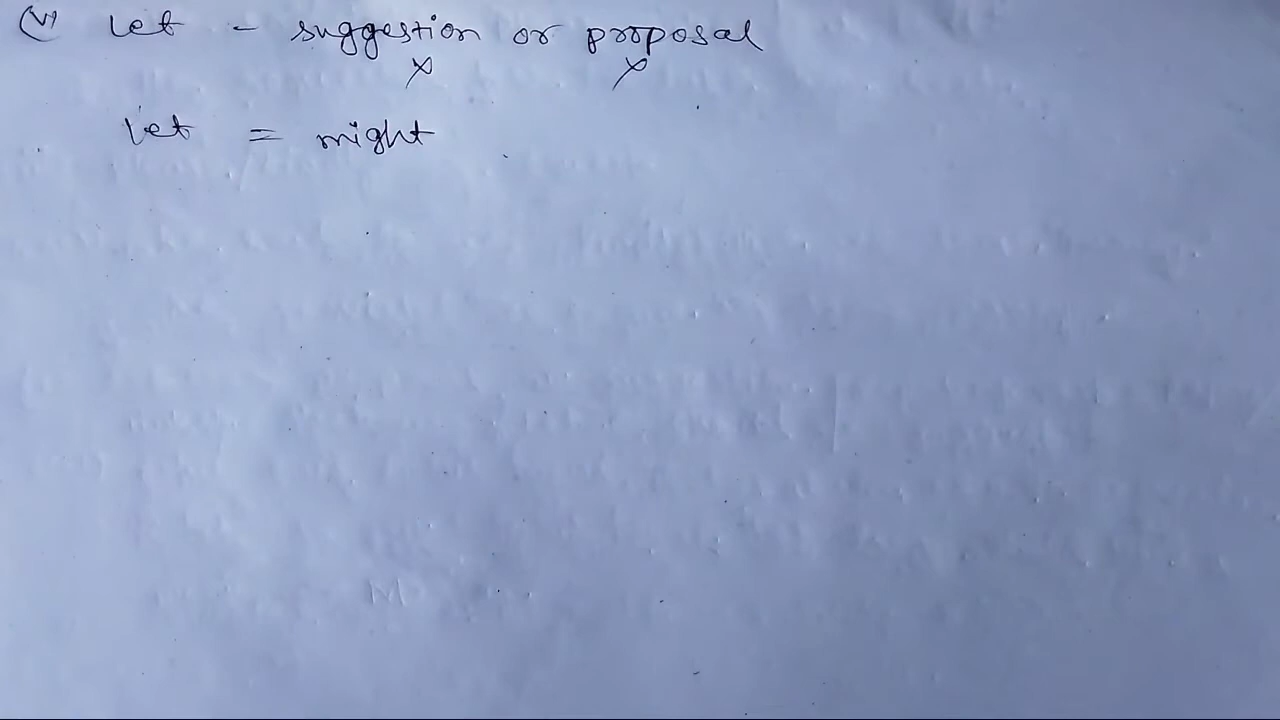 (v) Let - suggestion or proposal
x x
Let = might